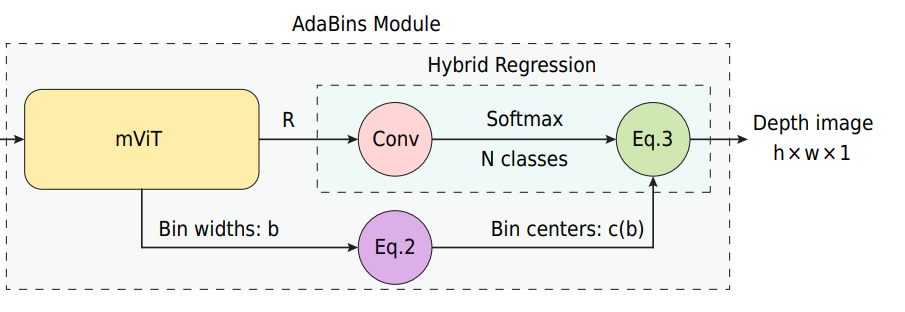 AdaBins Module
Hybrid Regression
mViT
R
Conv
Softmax
N classes
Eq.3
Depth image
h×w×1
Bin widths: b
Eq.2
Bin centers: c(b)